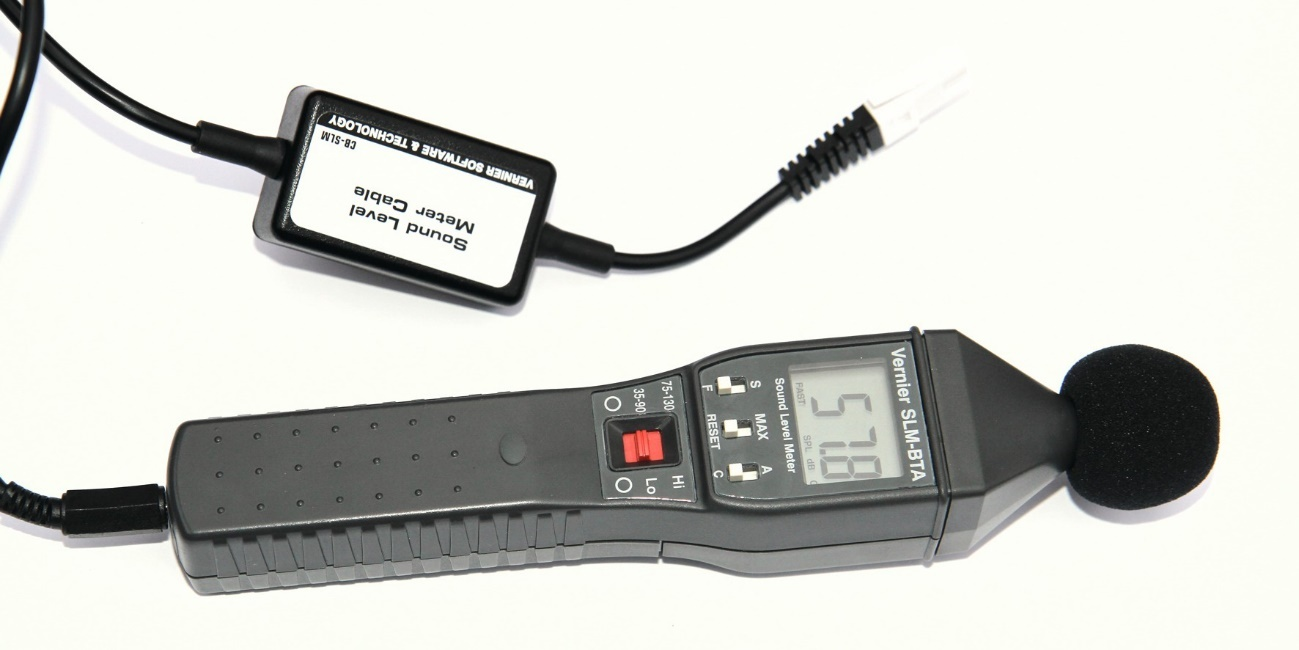 VERNIER SOFTWARE & TECHNOLOGY
CB-SLM
Sound Level
Meter Cable
Vernier SLM-BTA
57.8
FAST SPL dB C
Sound Level Meter
S MAX A
F RESET C
75-130 Hi
35-90 Lo